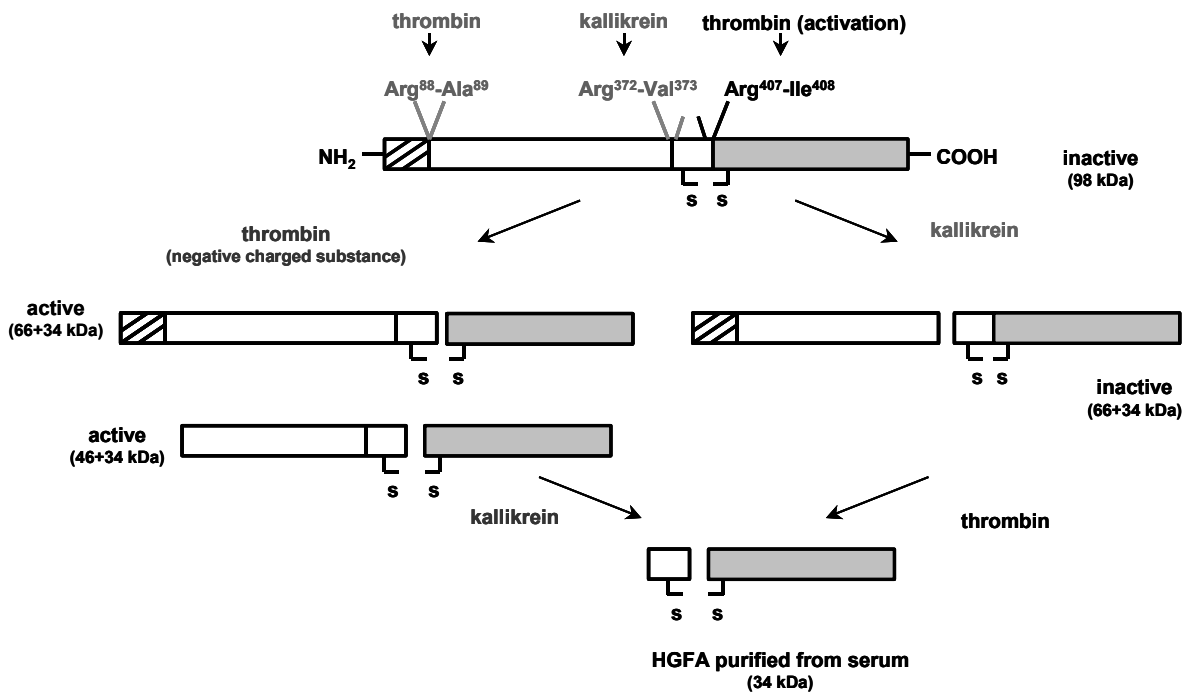 thrombin
kallikrein
thrombin (activation)
Arg88-Ala89
Arg372-Val373
Arg407-Ile408
NH2
COOH
inactive
(98 kDa)
s s
thrombin
(negative charged substance)
kallikrein
active
(66+34 kDa)
s s
s s
inactive
(66+34 kDa)
active
(46+34 kDa)
s s
kallikrein
thrombin
s s
HGFA purified from serum
(34 kDa)